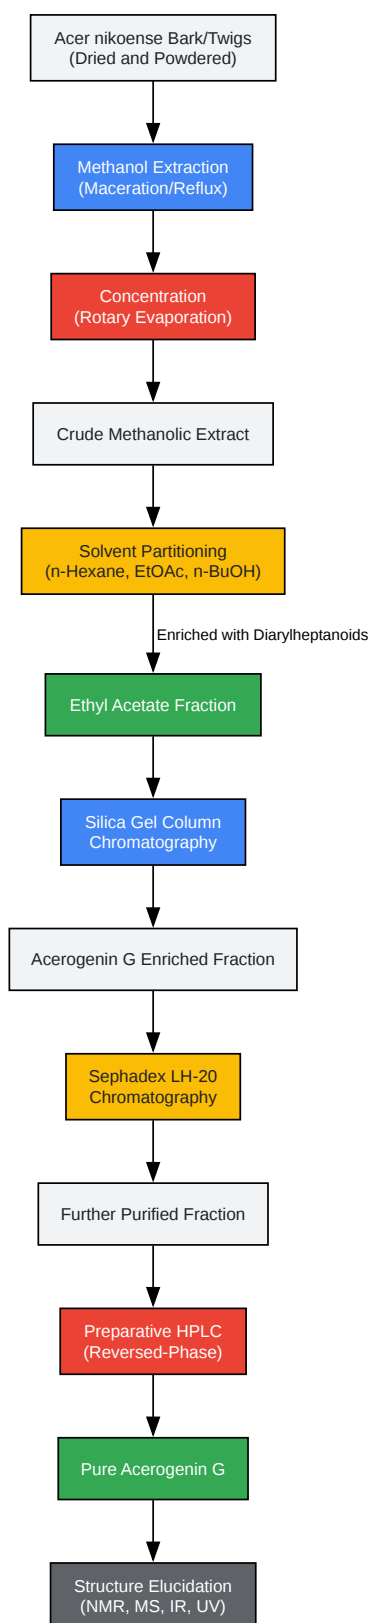 Acer nikoense Bark/Twigs
(Dried and Powdered)
Methanol Extraction
(Maceration/Reflux)
Concentration
(Rotary Evaporation)
Crude Methanolic Extract
Solvent Partitioning
(n-Hexane, EtOAc, n-BuOH)
Enriched with Diarylheptanoids
Ethyl Acetate Fraction
Silica Gel Column
Chromatography
Acerogenin G Enriched Fraction
Sephadex LH-20
Chromatography
Further Purified Fraction
Preparative HPLC
(Reversed-Phase)
Pure Acerogenin G
Structure Elucidation
(NMR, MS, IR, UV)